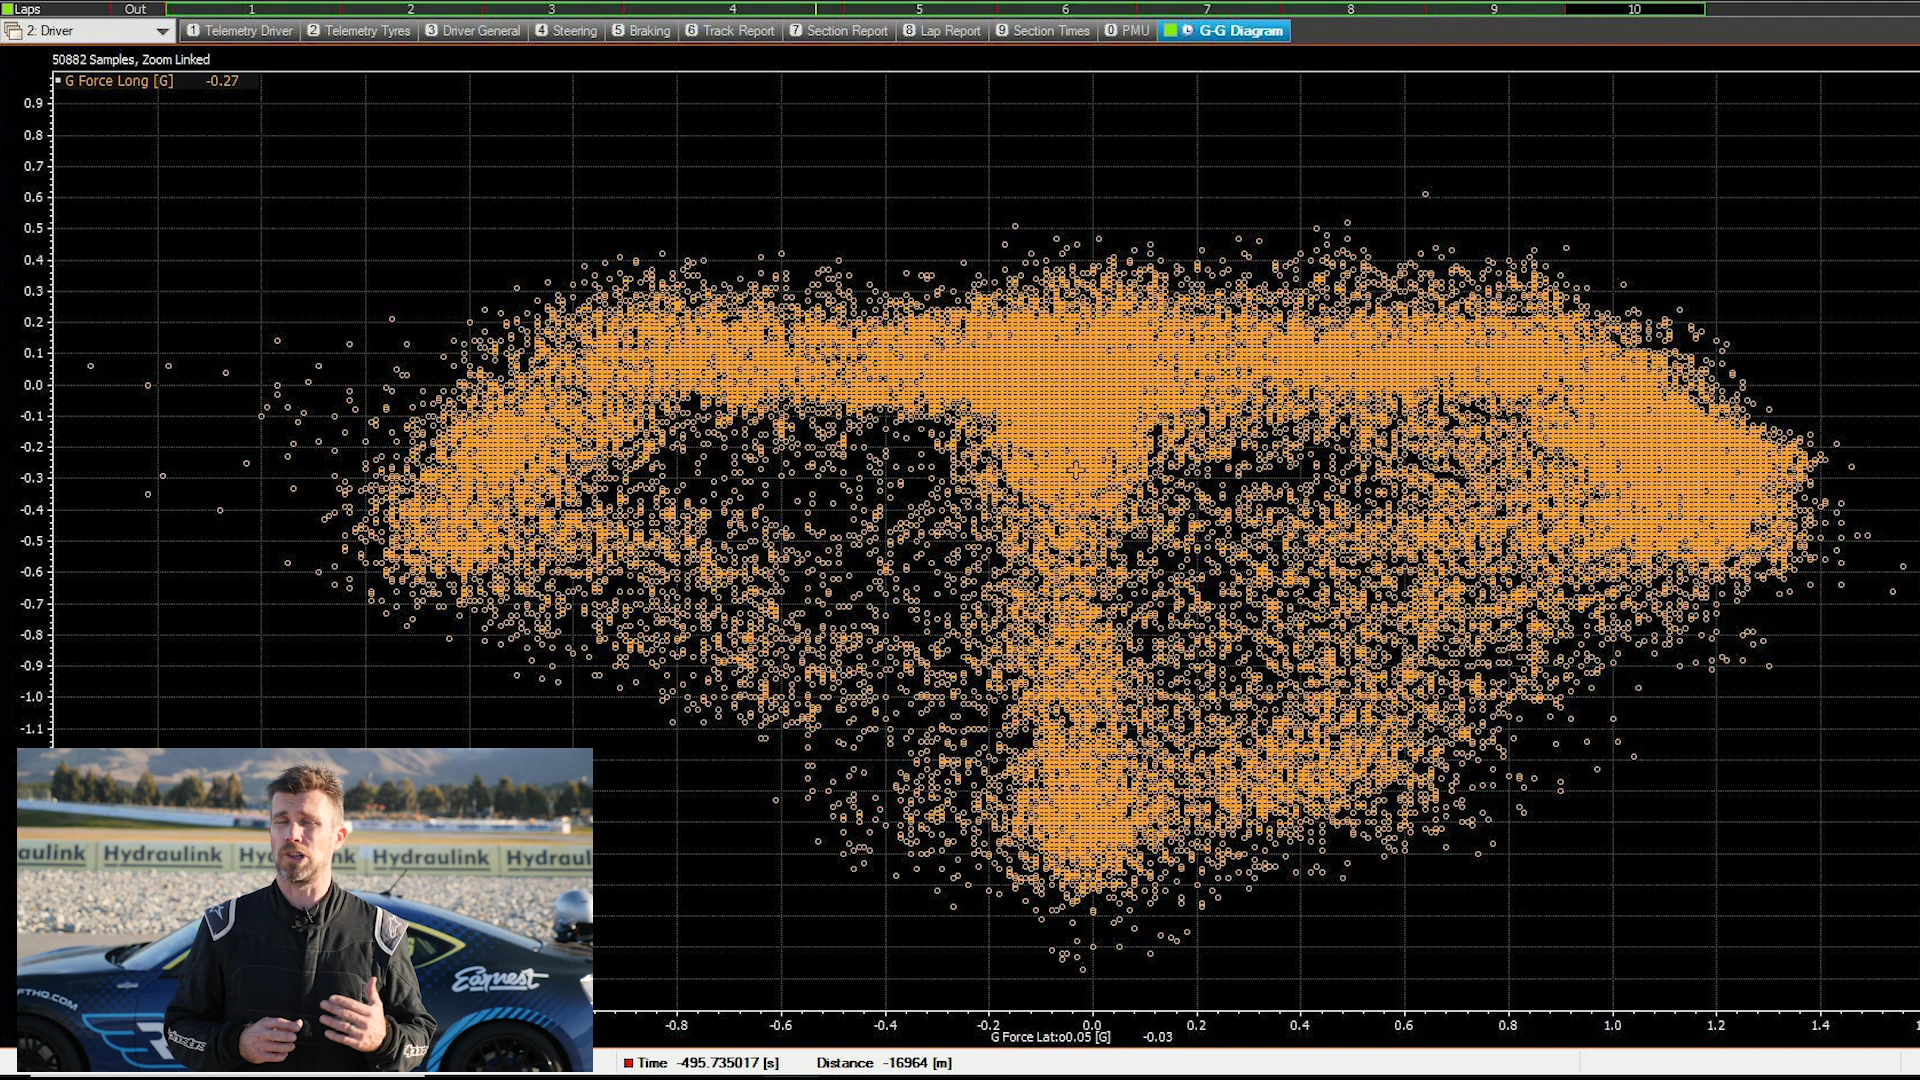 Laps Out 1 2 3 4 5 6 7 8 9 10
2: Driver 1 Telemetry Driver 2 Telemetry Tyres 3 Driver General 4 Steering 5 Braking 6 Track Report 7 Section Report 8 Lap Report 9 Section Times 0 PMU G-G Diagram
50882 Samples, Zoom Linked
G Force Long [G] -0.27
0.9
0.8
0.7
0.6
0.5
0.4
0.3
0.2
0.1
0.0
-0.1
-0.2
-0.3
-0.4
-0.5
-0.6
-0.7
-0.8
-0.9
-1.0
-1.1
aulink Hydraulink Hy nk Hydraulink Hydraul
Earnest
FTHQ.COM
-0.8 -0.6 -0.4 -0.2 0.0 0.2 0.4 0.6 0.8 1.0 1.2 1.4
G Force Lat:o0.05 [G] -0.03
Time -495.735017 [s] Distance -16964 [m]